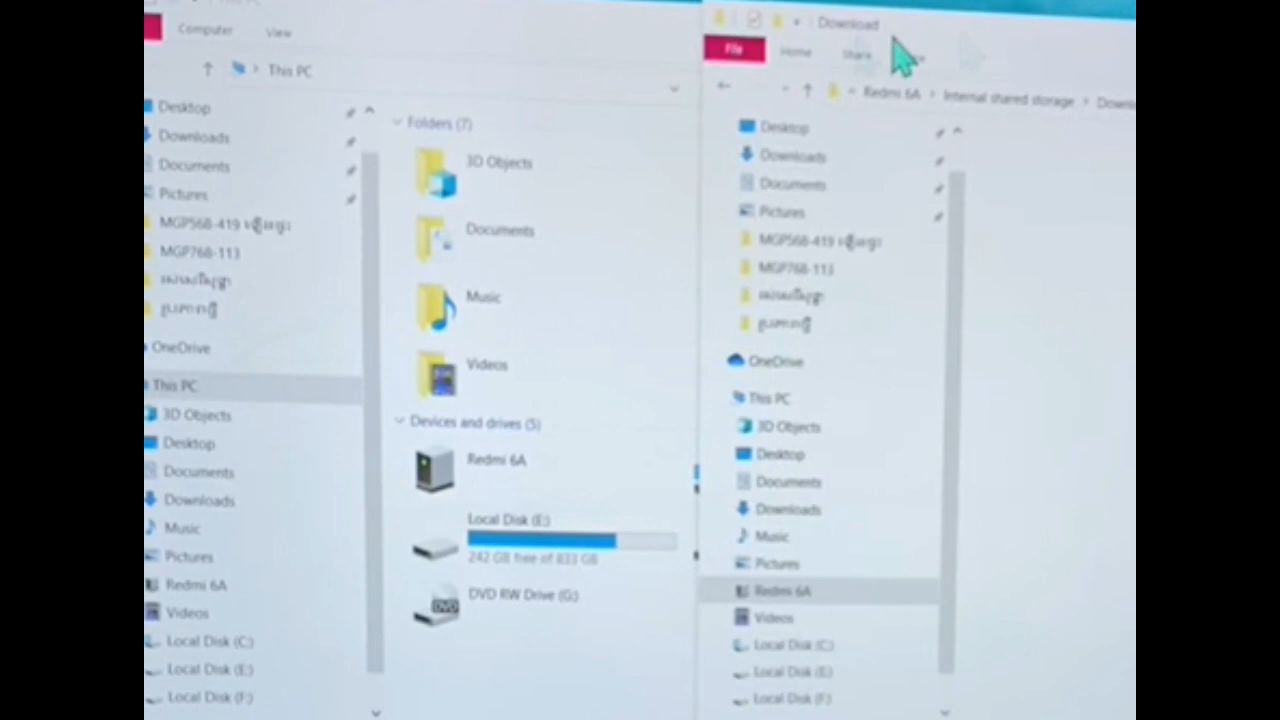 Computer View
This PC
Desktop
Downloads
Documents
Pictures
MGP568-419
MGP768-113
OneDrive
This PC
3D Objects
Desktop
Documents
Downloads
Music
Pictures
Redmi 6A
Videos
Local Disk (C:)
Local Disk (E:)
Local Disk (F:)
Folders (7)
3D Objects
Documents
Music
Videos
Devices and drives (5)
Redmi 6A
Local Disk (E:)
242 GB free of 833 GB
DVD RW Drive (G:)
Download
File Home Share
Redmi 6A Internal shared storage
Desktop
Downloads
Documents
Pictures
MGP568-419
MGP768-113
OneDrive
This PC
3D Objects
Desktop
Documents
Downloads
Music
Pictures
Redmi 6A
Videos
Local Disk (C:)
Local Disk (E:)
Local Disk (F:)